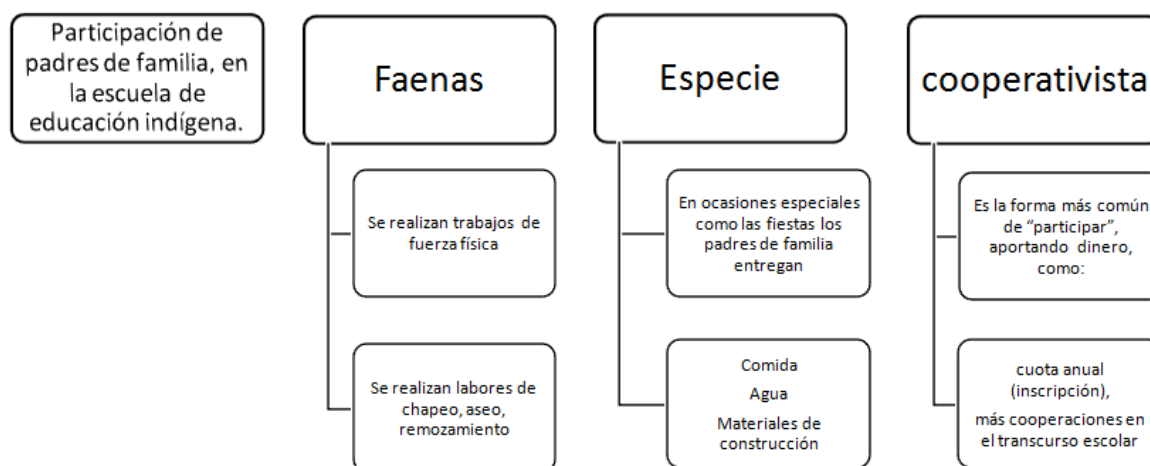 Participación de
padres de familia, en
la escuela de
educación indígena.
Faenas
Se realizan trabajos de
fuerza física
Se realizan labores de
chapeo, aseo,
remozamiento
Especie
En ocasiones especiales
como las fiestas los
padres de familia
entregan
Comida
Agua
Materiales de
construcción
cooperativista
Es la forma más común
de “participar”,
aportando dinero,
como:
cuota anual
(inscripción),
más cooperaciones en
el transcurso escolar